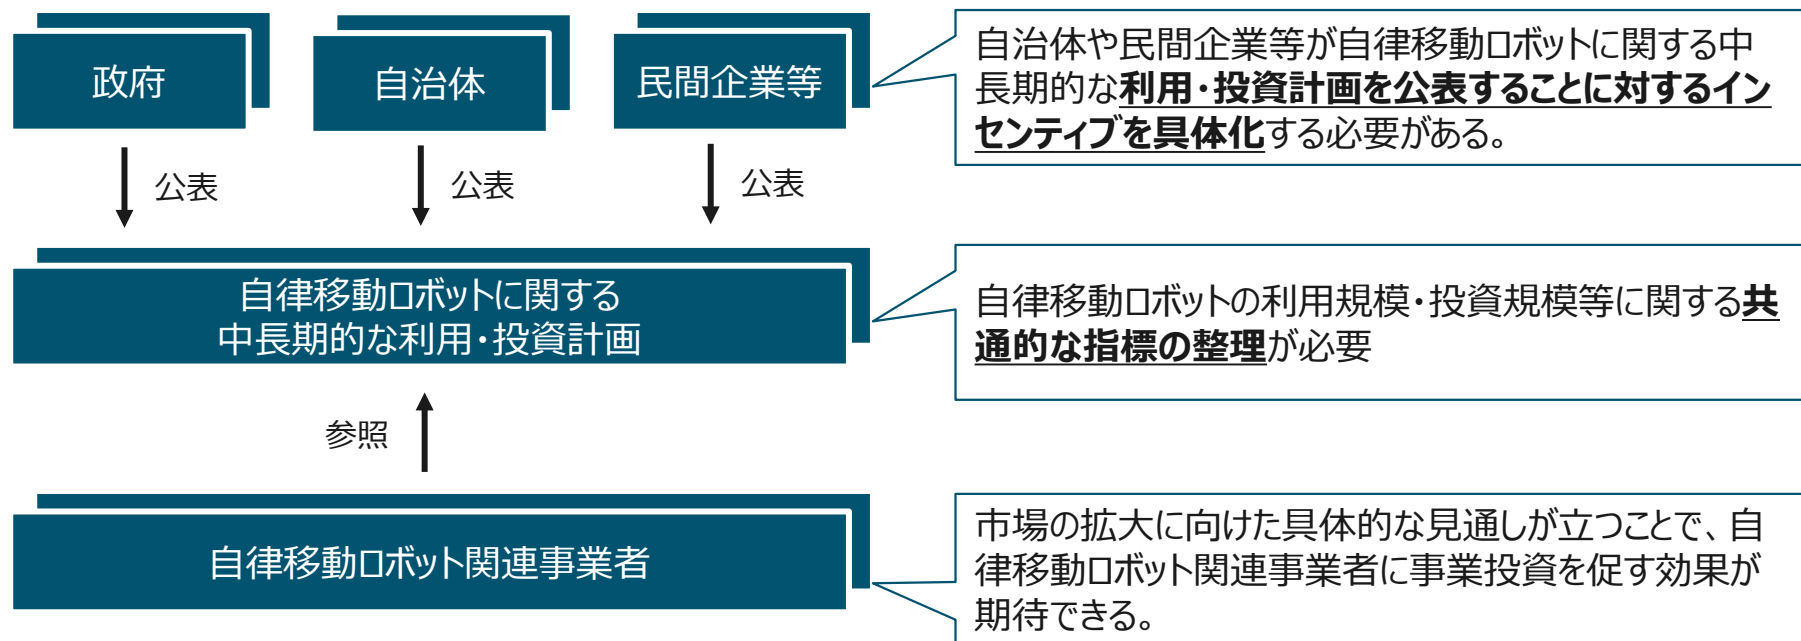 政府
自治体
民間企業等
自治体や民間企業等が自律移動ロボットに関する中
長期的な利用・投資計画を公表することに対するイン
センティブを具体化する必要がある。
公表
公表
公表
自律移動ロボットに関する
中長期的な利用・投資計画
自律移動ロボットの利用規模・投資規模等に関する共
通的な指標の整理が必要
参照
自律移動ロボット関連事業者
市場の拡大に向けた具体的な見通しが立つことで、自
律移動ロボット関連事業者に事業投資を促す効果が
期待できる。